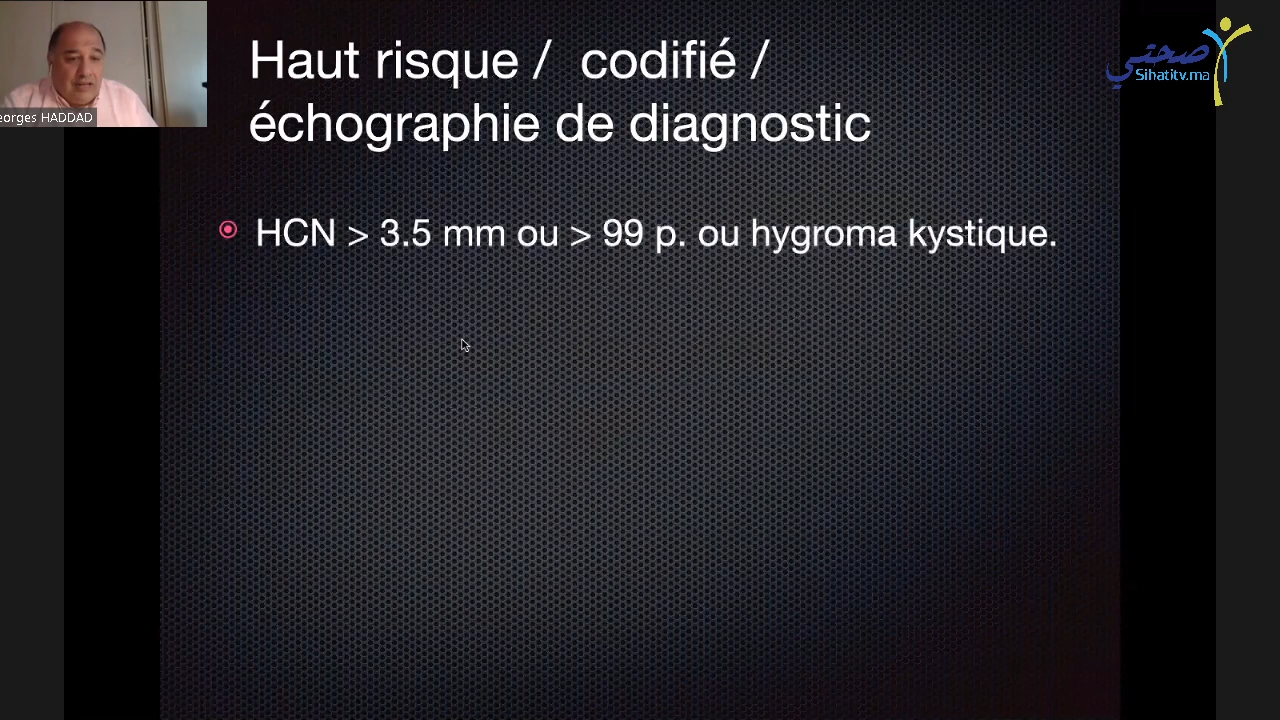 Haut risque / codifié /
échographie de diagnostic
HCN > 3.5 mm ou > 99 p. ou hygroma kystique.
eorges HADDAD
صحتي
Sihatitv.ma